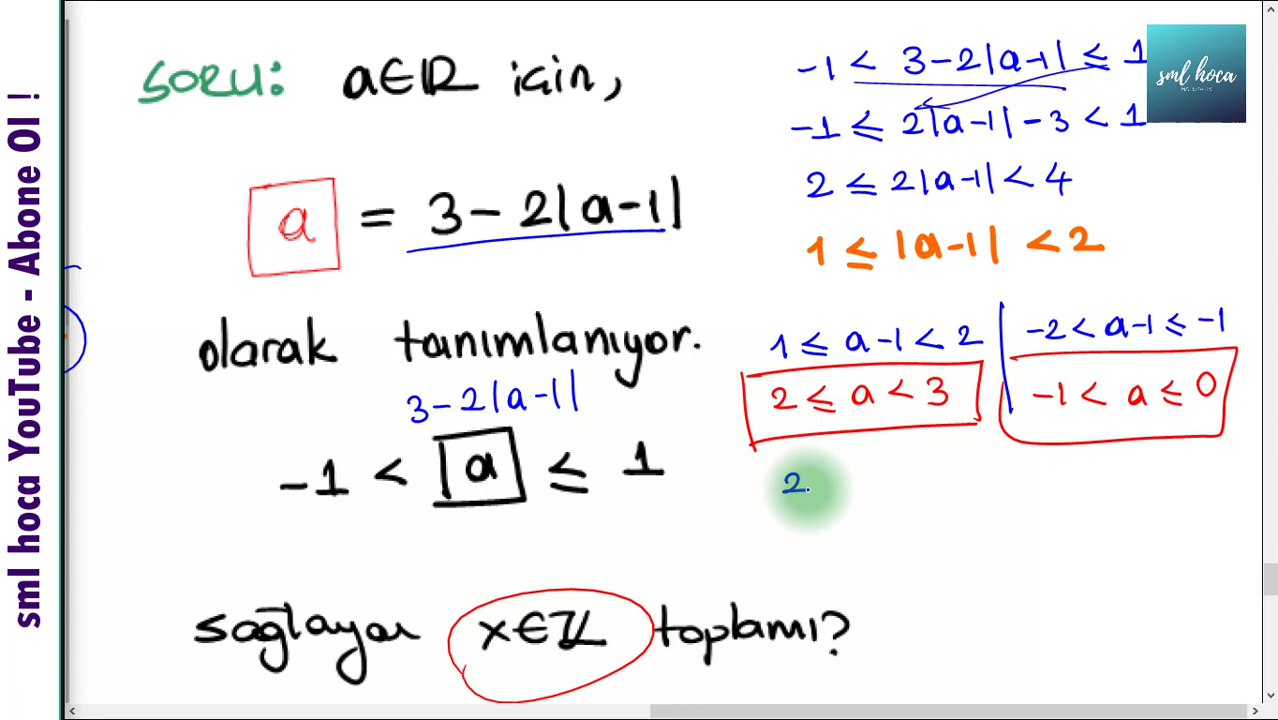 sml hoca YouTube - Abone Ol !
soru: a∈ℝ için,
a = 3-2|a-1|
olarak tanımlanıyor.
3-2|a-1|
-1 < a ≤ 1
sağlayan x∈ℤ toplamı?
-1 < 3-2|a-1| ≤ 1
-1 ≤ 2|a-1|-3 < 1
2 ≤ 2|a-1| < 4
1 ≤ |a-1| < 2
1 ≤ a-1 < 2
2 ≤ a < 3
-2 < a-1 ≤ -1
-1 < a ≤ 0
2
sml hoca